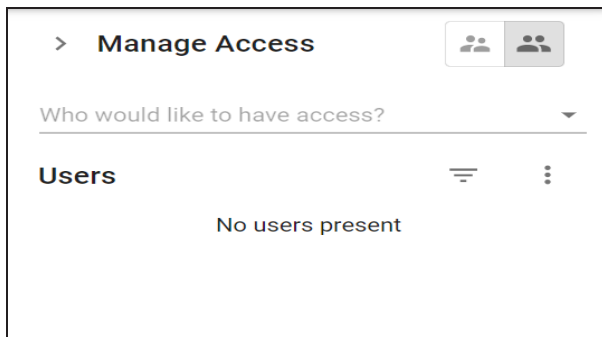 Manage Access
Who would like to have access?
Users
No users present